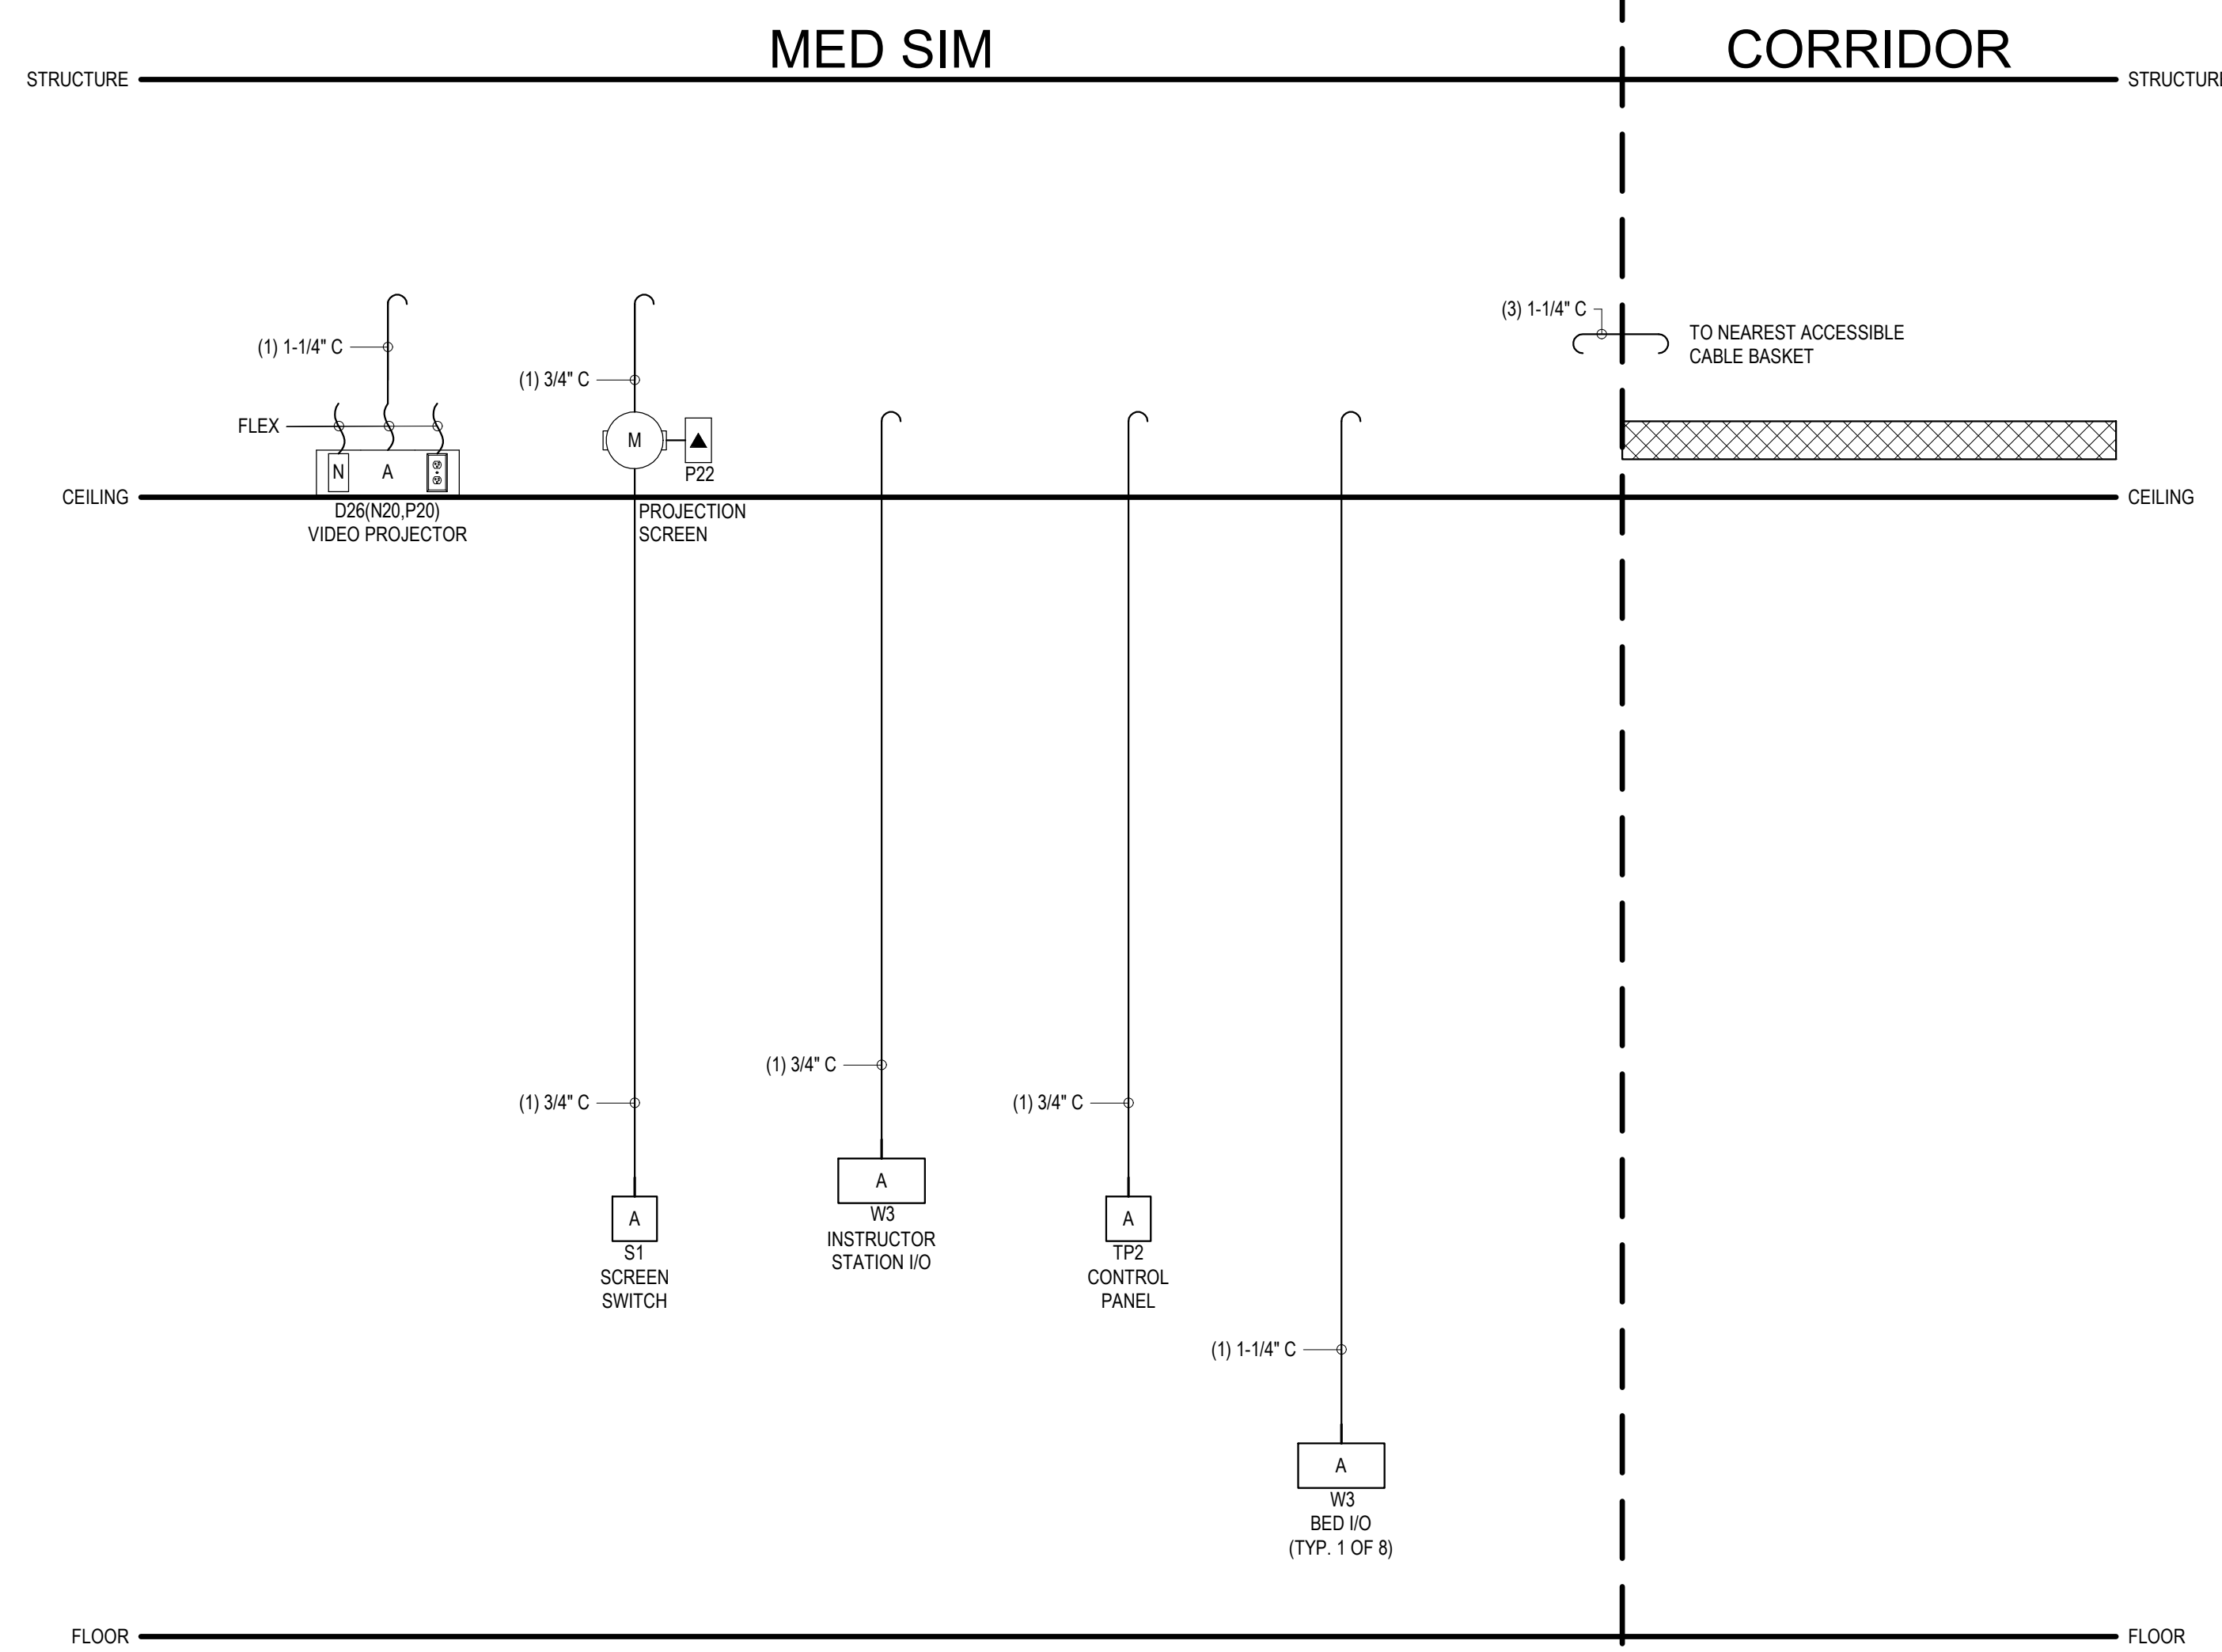 MED SIM
CORRIDOR
STRUCTURE
STRUCTURE
(3) 1-1/4" C
TO NEAREST ACCESSIBLE
CABLE BASKET
(1) 1-1/4" C
(1) 3/4" C
FLEX
M
N
A
P22
CEILING
CEILING
D26(N20,P20)
VIDEO PROJECTOR
PROJECTION
SCREEN
(1) 3/4" C
(1) 3/4" C
(1) 3/4" C
A
S1
SCREEN
SWITCH
A
W3
INSTRUCTOR
STATION I/O
A
TP2
CONTROL
PANEL
(1) 1-1/4" C
A
W3
BED I/O
(TYP. 1 OF 8)
FLOOR
FLOOR